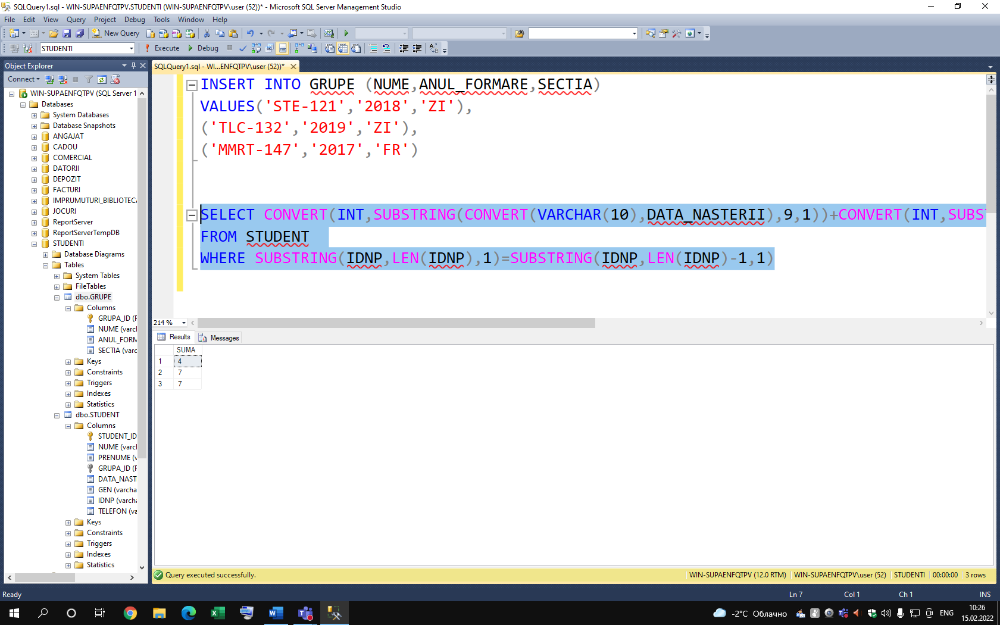 SQLQuery1.sql - WIN-SUPAENFQTPV.STUDENTI (WIN-SUPAENFQTPV\user (52))* - Microsoft SQL Server Management Studio
File Edit View Query Project Debug Tools Window Help
New Query
STUDENTI Execute Debug
Object Explorer
Connect
WIN-SUPAENFQTPV (SQL Server 1
Databases
System Databases
Database Snapshots
ANGAJAT
CADOU
COMERCIAL
DATORII
DEPOZIT
FACTURI
IMPRUMUTURI_BIBLIOTECA
JOCURI
ReportServer
ReportServerTempDB
STUDENTI
Database Diagrams
Tables
System Tables
FileTables
dbo.GRUPE
Columns
GRUPA_ID (P
NUME (varcl
ANUL_FORM
SECTIA (varc
Keys
Constraints
Triggers
Indexes
Statistics
dbo.STUDENT
Columns
STUDENT_ID
NUME (varcl
PRENUME (v
GRUPA_ID (F
DATA_NAST
GEN (varcha
IDNP (varcha
TELEFON (va
Keys
Constraints
Triggers
Indexes
Statistics
SQLQuery1.sql - WI...ENFQTPV\user (52))*
INSERT INTO GRUPE (NUME,ANUL_FORMARE,SECTIA)
VALUES('STE-121','2018','ZI'),
('TLC-132','2019','ZI'),
('MMRT-147','2017','FR')
SELECT CONVERT(INT,SUBSTRING(CONVERT(VARCHAR(10),DATA_NASTERII),9,1))+CONVERT(INT,SUBST
FROM STUDENT
WHERE SUBSTRING(IDNP,LEN(IDNP),1)=SUBSTRING(IDNP,LEN(IDNP)-1,1)
214 %
Results Messages
SUMA
1 4
2 7
3 7
Query executed successfully. WIN-SUPAENFQTPV (12.0 RTM) WIN-SUPAENFQTPV\user (52) STUDENTI 00:00:00 3 rows
Ready Ln 7 Col 1 Ch 1 INS
-2°C Облачно ENG 10:26
15.02.2022